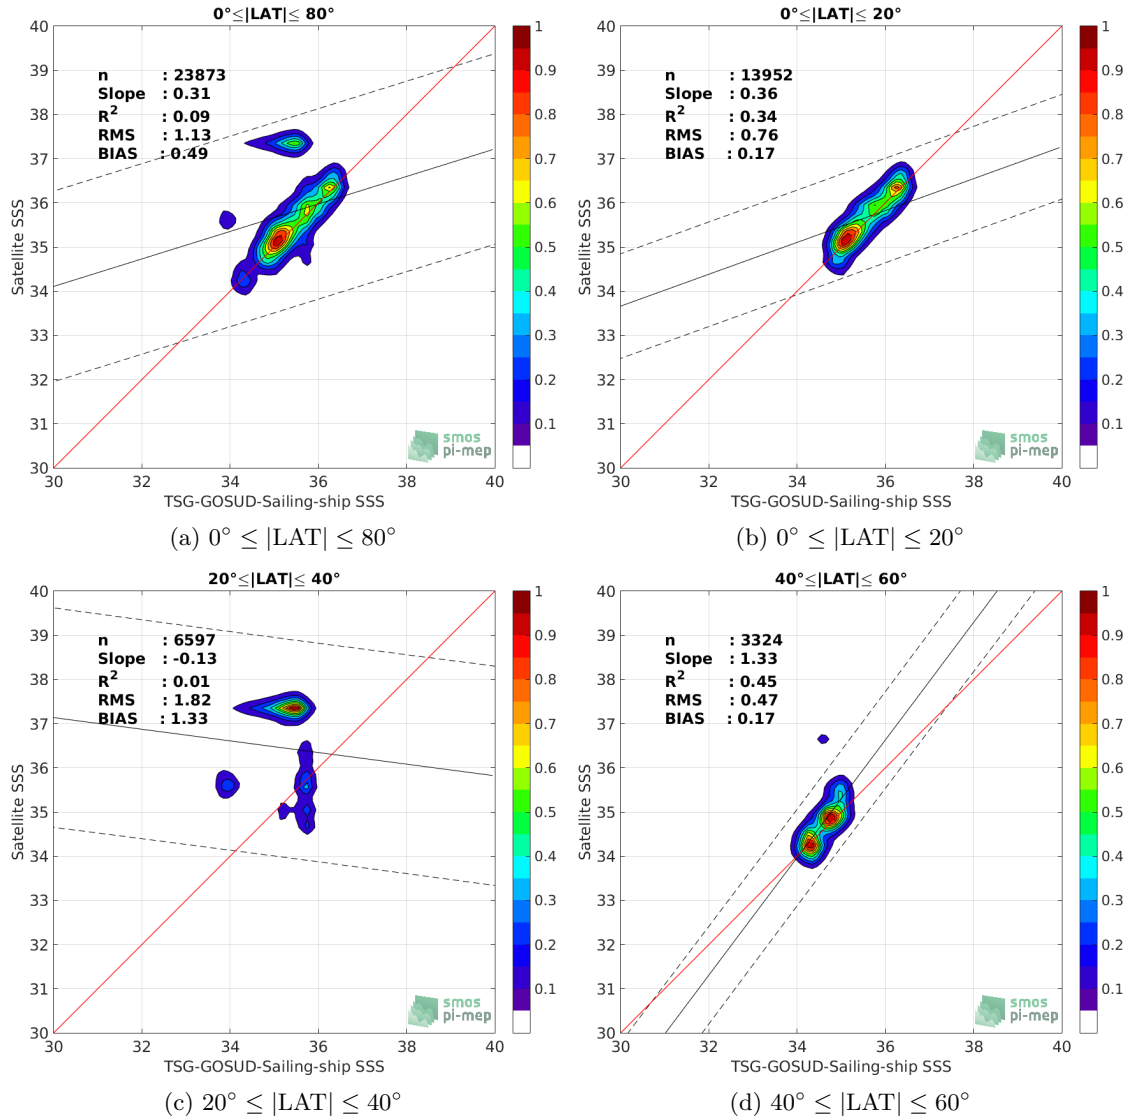 0°≤|LAT|≤ 80°
40
39
38
37
36
35
34
33
32
31
30
Satellite SSS
n : 23873
Slope : 0.31
R² : 0.09
RMS : 1.13
BIAS : 0.49
smos
pi-mep
30 32 34 36 38 40
TSG-GOSUD-Sailing-ship SSS
1
0.9
0.8
0.7
0.6
0.5
0.4
0.3
0.2
0.1
(a) 0° ≤ |LAT| ≤ 80°
0°≤|LAT|≤ 20°
40
39
38
37
36
35
34
33
32
31
30
Satellite SSS
n : 13952
Slope : 0.36
R² : 0.34
RMS : 0.76
BIAS : 0.17
smos
pi-mep
30 32 34 36 38 40
TSG-GOSUD-Sailing-ship SSS
1
0.9
0.8
0.7
0.6
0.5
0.4
0.3
0.2
0.1
(b) 0° ≤ |LAT| ≤ 20°
20°≤|LAT|≤ 40°
40
39
38
37
36
35
34
33
32
31
30
Satellite SSS
n : 6597
Slope : -0.13
R² : 0.01
RMS : 1.82
BIAS : 1.33
smos
pi-mep
30 32 34 36 38 40
TSG-GOSUD-Sailing-ship SSS
1
0.9
0.8
0.7
0.6
0.5
0.4
0.3
0.2
0.1
(c) 20° ≤ |LAT| ≤ 40°
40°≤|LAT|≤ 60°
40
39
38
37
36
35
34
33
32
31
30
Satellite SSS
n : 3324
Slope : 1.33
R² : 0.45
RMS : 0.47
BIAS : 0.17
smos
pi-mep
30 32 34 36 38 40
TSG-GOSUD-Sailing-ship SSS
1
0.9
0.8
0.7
0.6
0.5
0.4
0.3
0.2
0.1
(d) 40° ≤ |LAT| ≤ 60°